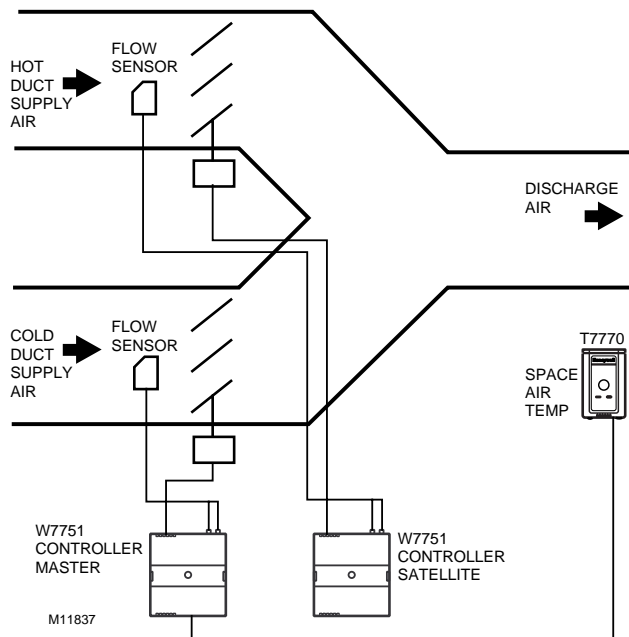 FLOW
SENSOR
HOT
DUCT
SUPPLY
AIR
DISCHARGE
AIR
FLOW
SENSOR
COLD
DUCT
SUPPLY
AIR
T7770
SPACE
AIR
TEMP
W7751
CONTROLLER
MASTER
W7751
CONTROLLER
SATELLITE
M11837